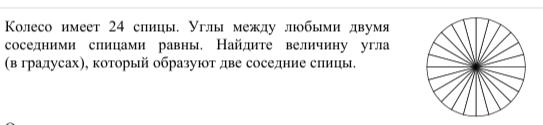 Колесо имеет 24 спицы. Углы между любыми двумя
соседними спицами равны. Найдите величину угла
(в градусах), который образуют две соседние спицы.